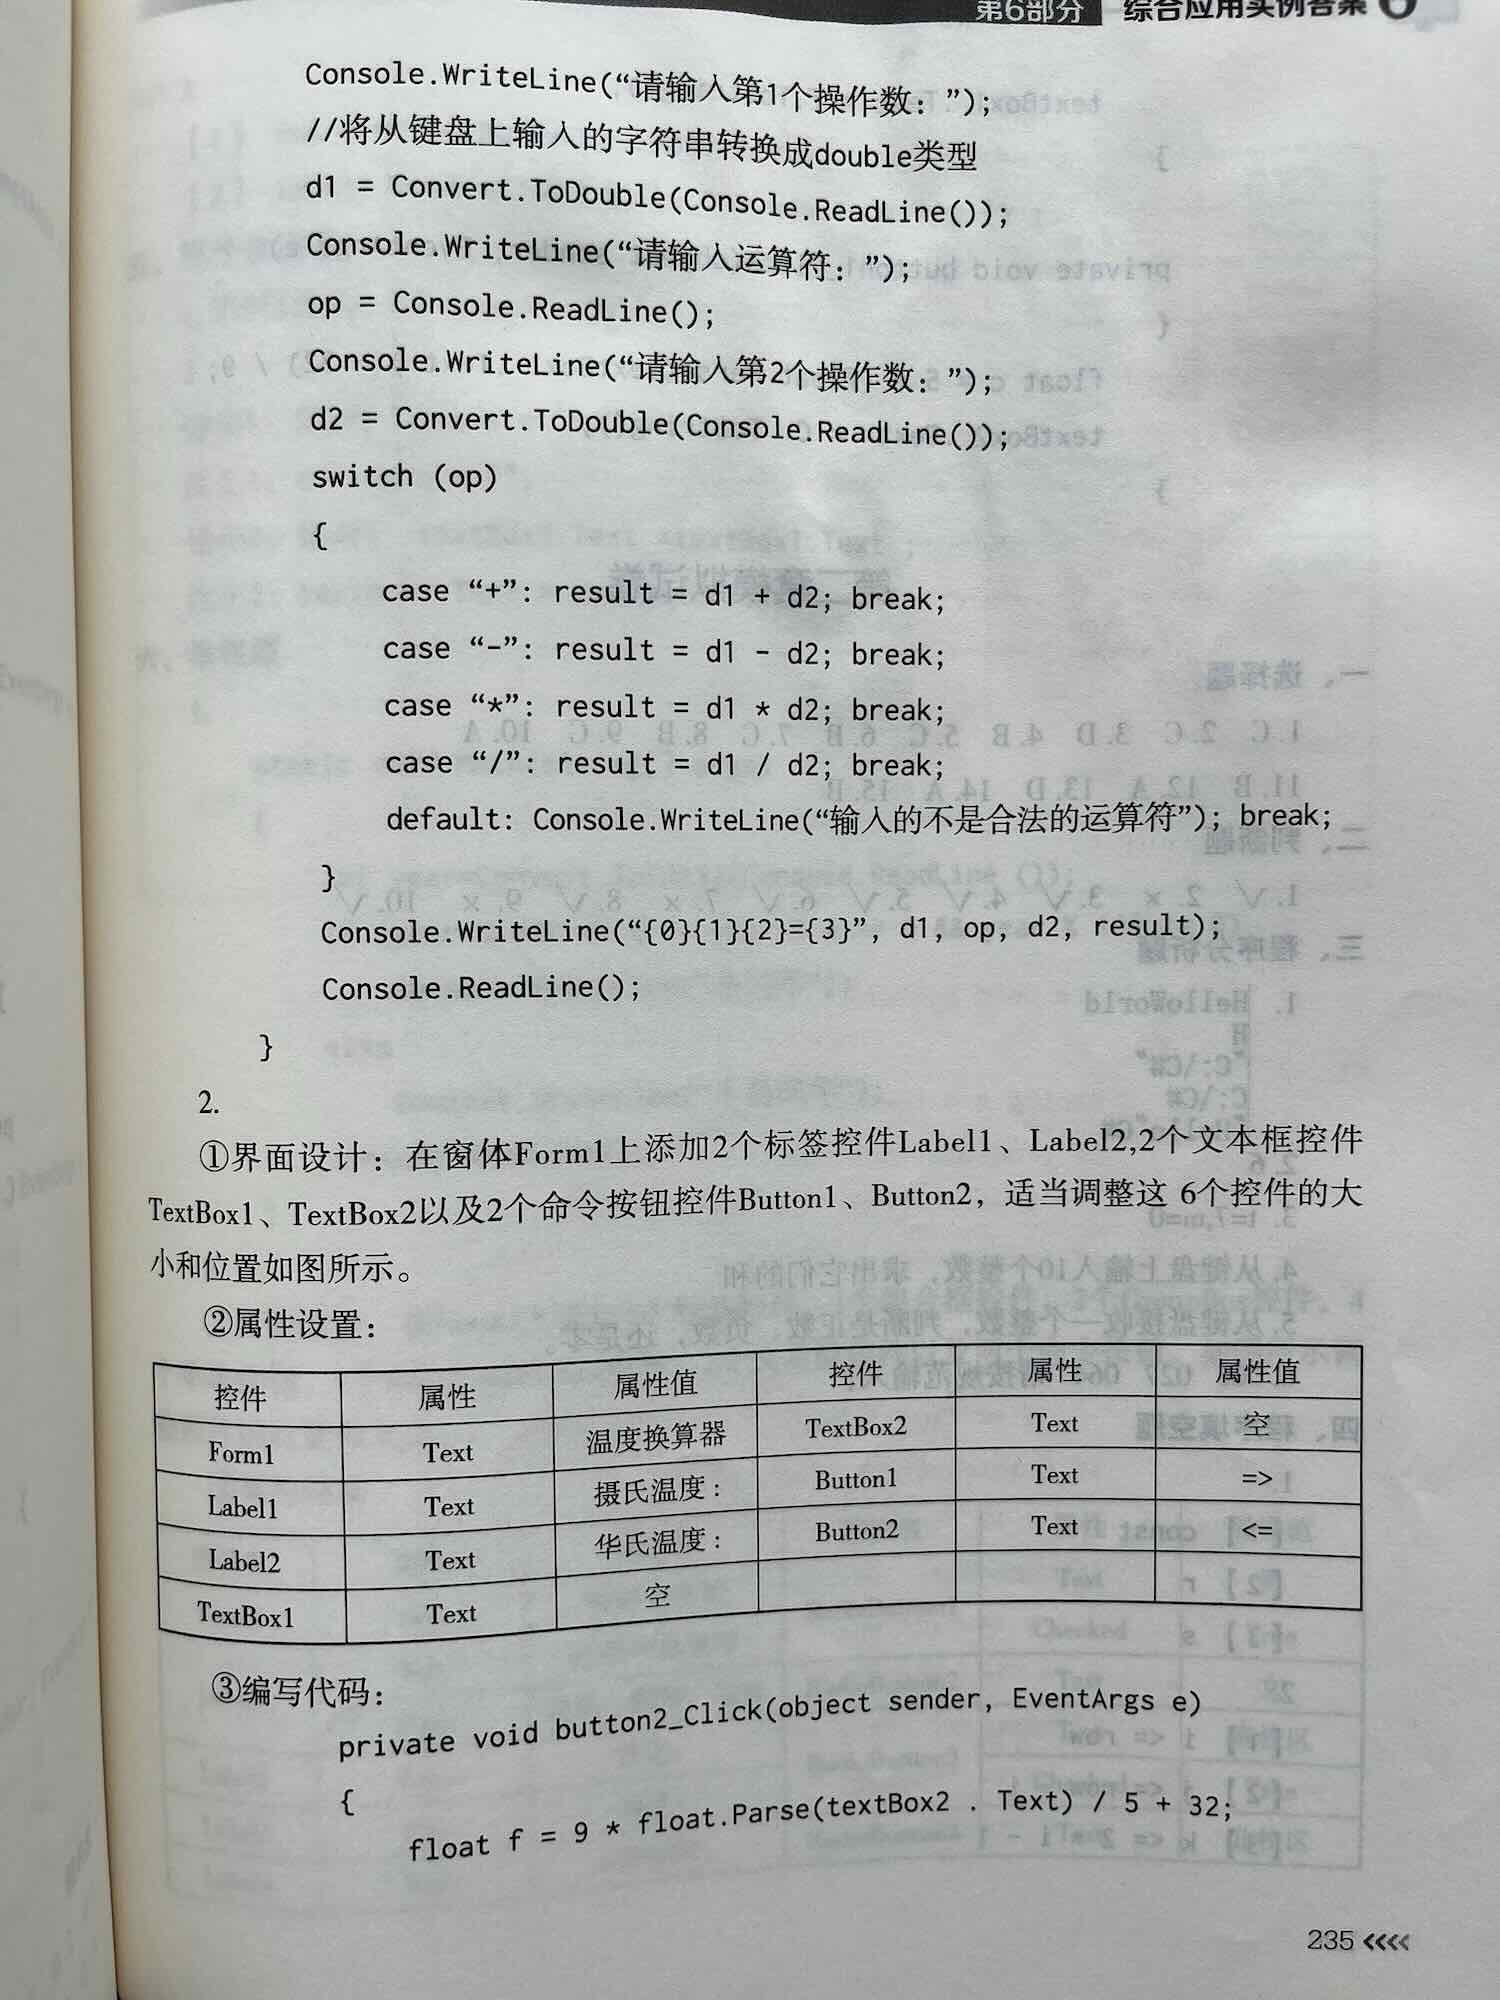 第6部分 综合应用实例答案 6
Console.WriteLine(“请输入第1个操作数：”);
//将从键盘上输入的字符串转换成double类型
d1 = Convert.ToDouble(Console.ReadLine());
Console.WriteLine(“请输入运算符：”);
op = Console.ReadLine();
Console.WriteLine(“请输入第2个操作数：”);
d2 = Convert.ToDouble(Console.ReadLine());
switch (op)
{
case “+”: result = d1 + d2; break;
case “-”: result = d1 - d2; break;
case “*”: result = d1 * d2; break;
case “/”: result = d1 / d2; break;
default: Console.WriteLine(“输入的不是合法的运算符”); break;
}
Console.WriteLine(“{0}{1}{2}={3}”, d1, op, d2, result);
Console.ReadLine();
}
2.
①界面设计：在窗体Form1上添加2个标签控件Label1、Label2,2个文本框控件
TextBox1、TextBox2以及2个命令按钮控件Button1、Button2，适当调整这 6个控件的大
小和位置如图所示。
②属性设置：
控件 属性 属性值 控件 属性 属性值
Form1 Text 温度换算器 TextBox2 Text 空
Label1 Text 摄氏温度： Button1 Text =>
Label2 Text 华氏温度： Button2 Text <=
TextBox1 Text 空
③编写代码：
private void button2_Click(object sender, EventArgs e)
{
float f = 9 * float.Parse(textBox2 . Text) / 5 + 32;
235